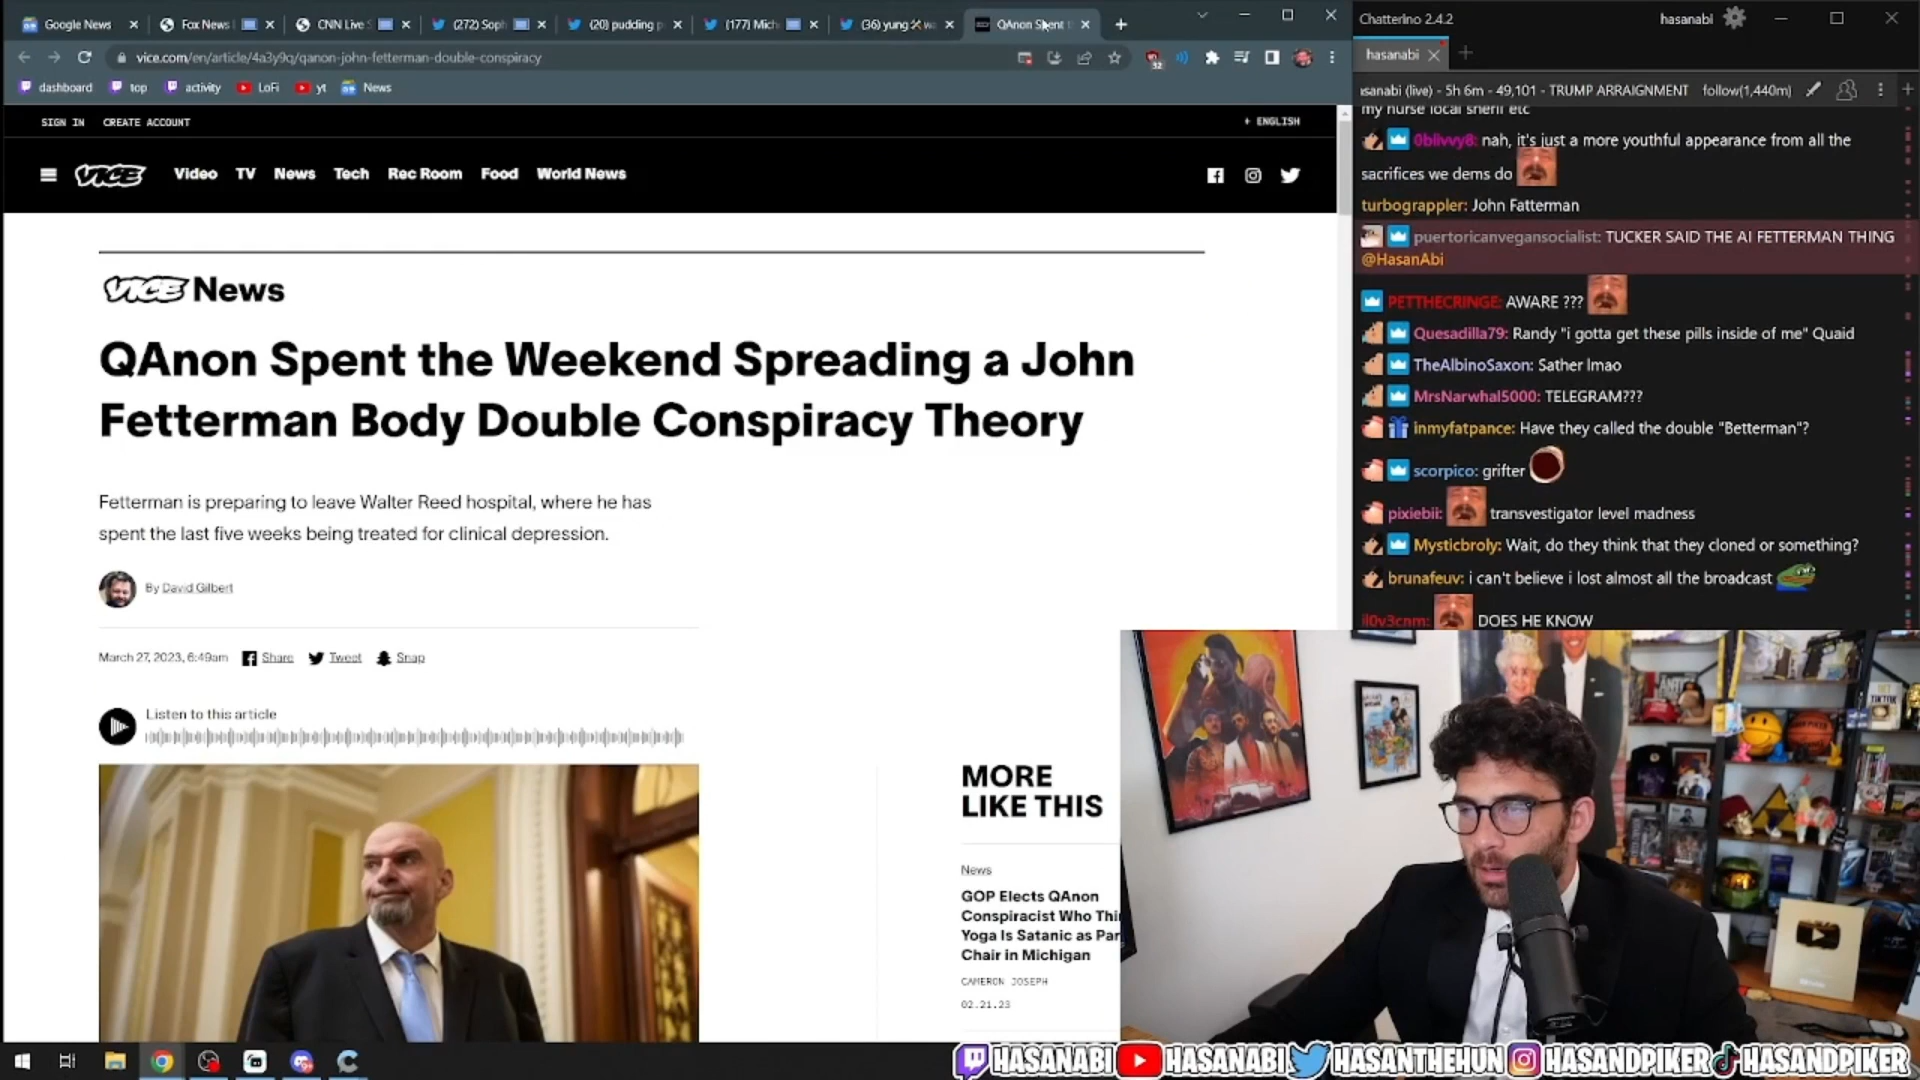 Google News
Fox News
CNN Live
(272) Soph
(20) pudding
(177) Mich
(36) yung
QAnon Spent
vice.com/en/article/4a3y9q/qanon-john-fetterman-double-conspiracy
dashboard
top
activity
LoFi
yt
News
SIGN IN CREATE ACCOUNT
+ ENGLISH
VICE
Video TV News Tech Rec Room Food World News
VICE News
QAnon Spent the Weekend Spreading a John
Fetterman Body Double Conspiracy Theory
Fetterman is preparing to leave Walter Reed hospital, where he has
spent the last five weeks being treated for clinical depression.
By David Gilbert
March 27, 2023, 6:49am Share Tweet Snap
Listen to this article
MORE
LIKE THIS
News
GOP Elects QAnon
Conspiracist Who Thi
Yoga Is Satanic as Par
Chair in Michigan
CAMERON JOSEPH
02.21.23
Chatterino 2.4.2
hasanabi
hasanabi
asanabi (live) - 5h 6m - 49,101 - TRUMP ARRAIGNMENT follow(1,440m)
my nurse local sherif etc
0blivvy8: nah, it's just a more youthful appearance from all the
sacrifices we dems do
turbograppler: John Fatterman
puertoricanvegansocialist: TUCKER SAID THE AI FETTERMAN THING
@HasanAbi
PETTHECRINGE: AWARE ???
Quesadilla79: Randy "i gotta get these pills inside of me" Quaid
TheAlbinoSaxon: Sather lmao
MrsNarwhal5000: TELEGRAM???
inmyfatpance: Have they called the double "Betterman"?
scorpico: grifter
pixiebii: transvestigator level madness
Mysticbroly: Wait, do they think that they cloned or something?
brunafeuv: i can't believe i lost almost all the broadcast
il0v3cnm: DOES HE KNOW
HASANABI HASANABI HASANTHEHUN HASANDPIKER HASANDPIKER